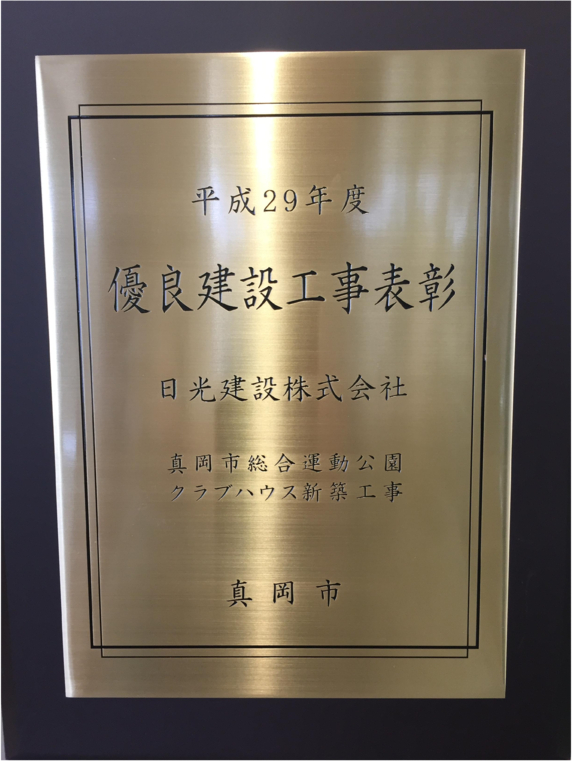 平成29年度
優良建設工事表彰
日光建設株式会社
真岡市総合運動公園
クラブハウス新築工事
真岡市